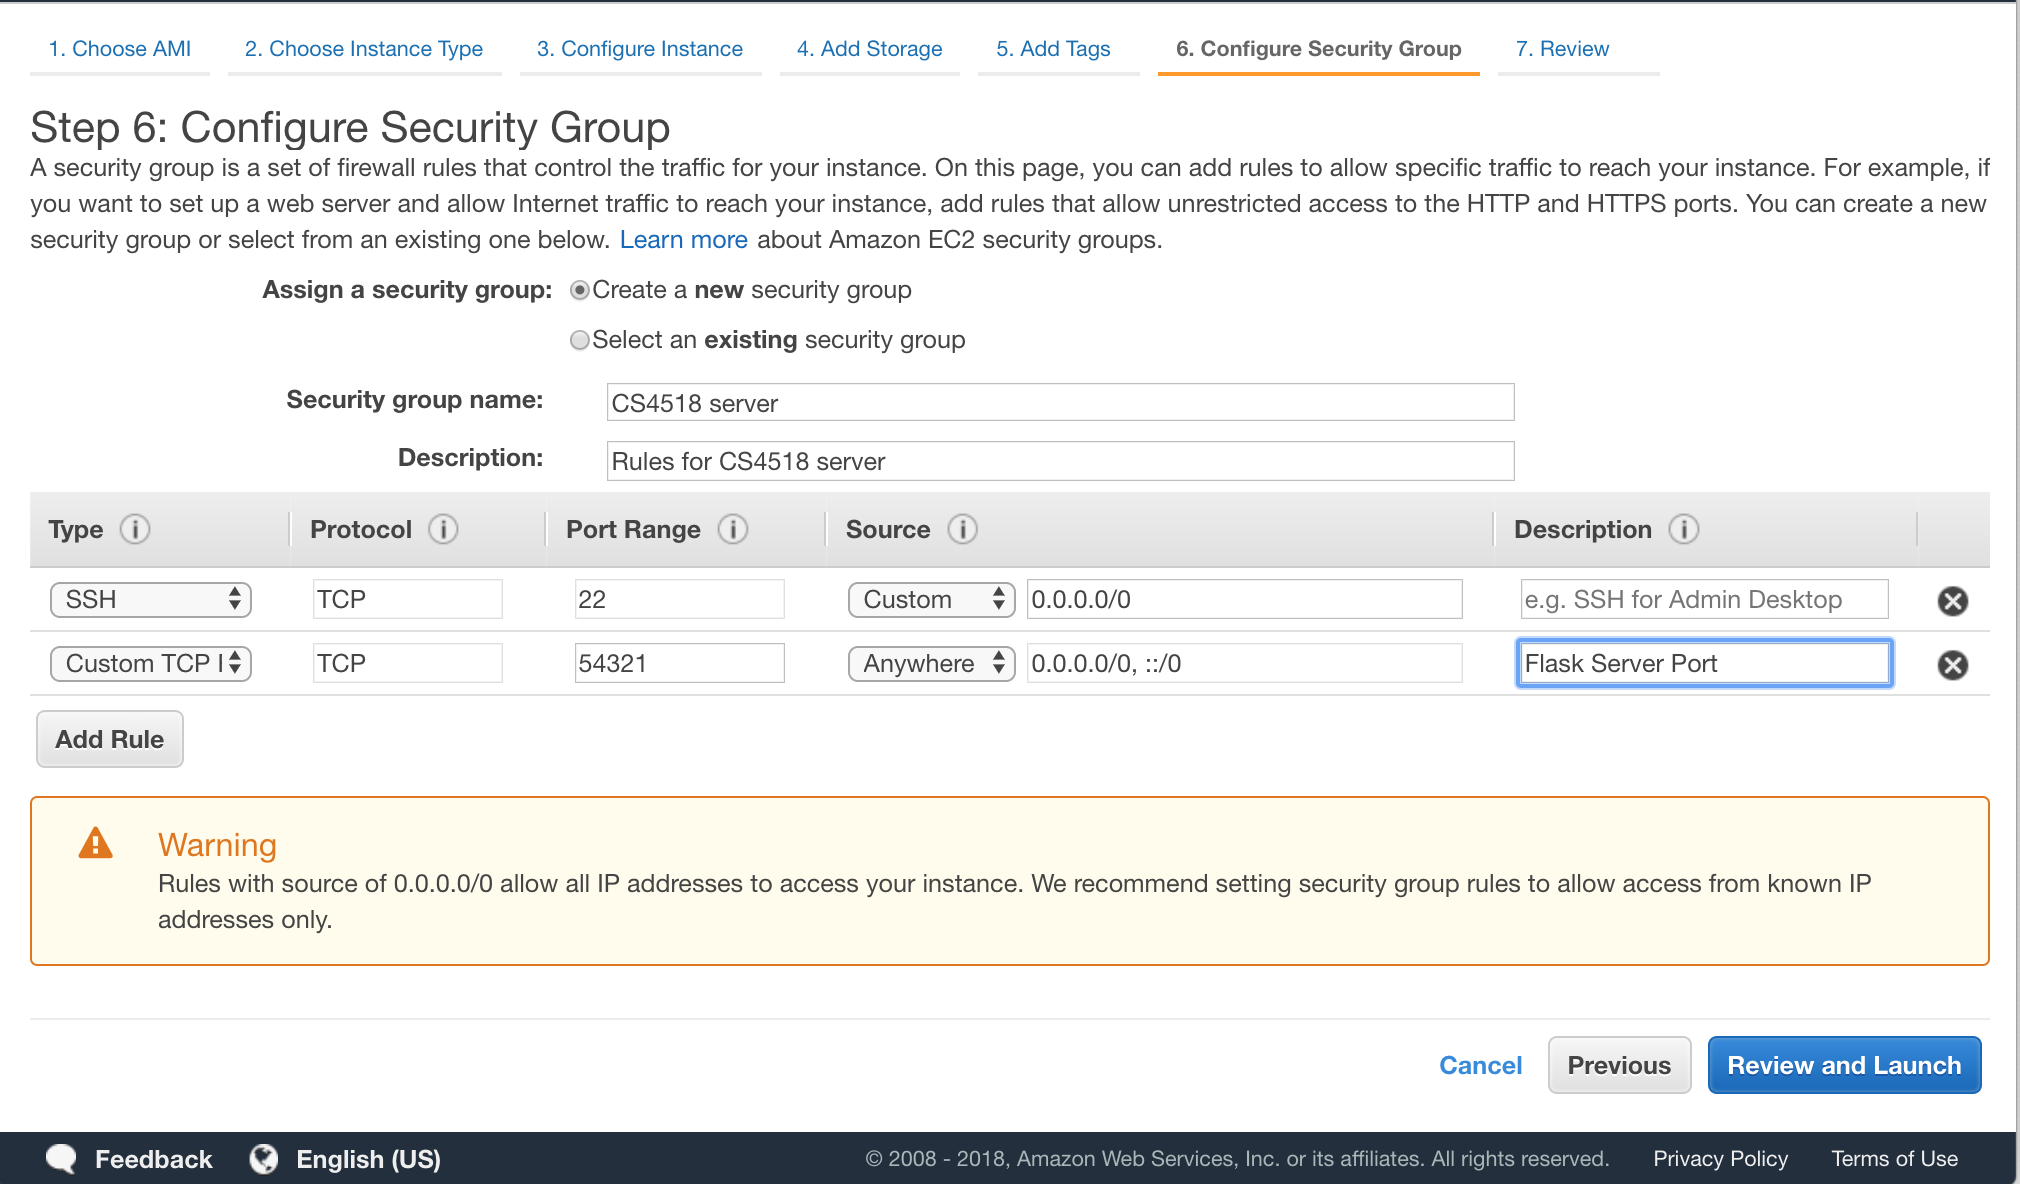 1. Choose AMI 2. Choose Instance Type 3. Configure Instance 4. Add Storage 5. Add Tags 6. Configure Security Group 7. Review
Step 6: Configure Security Group
A security group is a set of firewall rules that control the traffic for your instance. On this page, you can add rules to allow specific traffic to reach your instance. For example, if
you want to set up a web server and allow Internet traffic to reach your instance, add rules that allow unrestricted access to the HTTP and HTTPS ports. You can create a new
security group or select from an existing one below. Learn more about Amazon EC2 security groups.
Assign a security group: Create a new security group
Select an existing security group
Security group name: CS4518 server
Description: Rules for CS4518 server
Type i Protocol i Port Range i Source i Description i
SSH TCP 22 Custom 0.0.0.0/0 e.g. SSH for Admin Desktop
Custom TCP TCP 54321 Anywhere 0.0.0.0/0, ::/0 Flask Server Port
Add Rule
Warning
Rules with source of 0.0.0.0/0 allow all IP addresses to access your instance. We recommend setting security group rules to allow access from known IP
addresses only.
Cancel Previous Review and Launch
Feedback English (US) © 2008 - 2018, Amazon Web Services, Inc. or its affiliates. All rights reserved. Privacy Policy Terms of Use